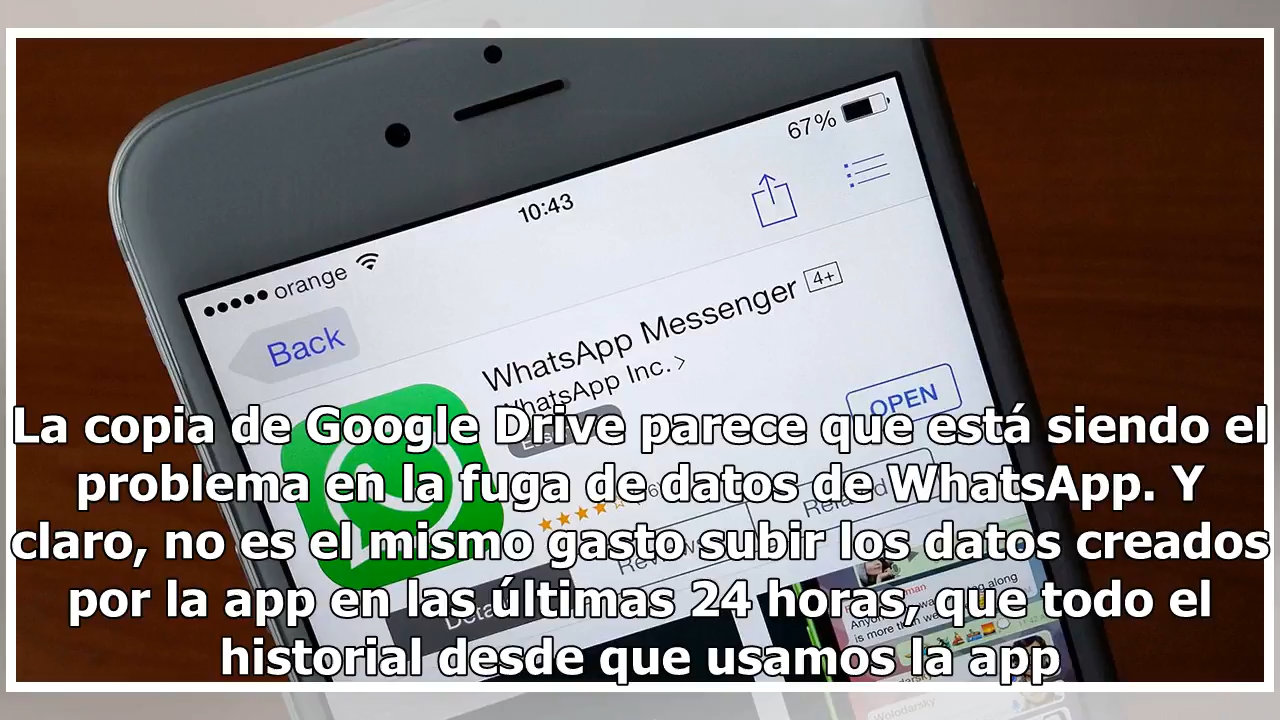 67%
10:43
orange
Back
WhatsApp Messenger 4+
WhatsApp Inc. >
OPEN
La copia de Google Drive parece que está siendo el
problema en la fuga de datos de WhatsApp. Y
claro, no es el mismo gasto subir los datos creados
por la app en las últimas 24 horas, que todo el
historial desde que usamos la app
Wolodarsky